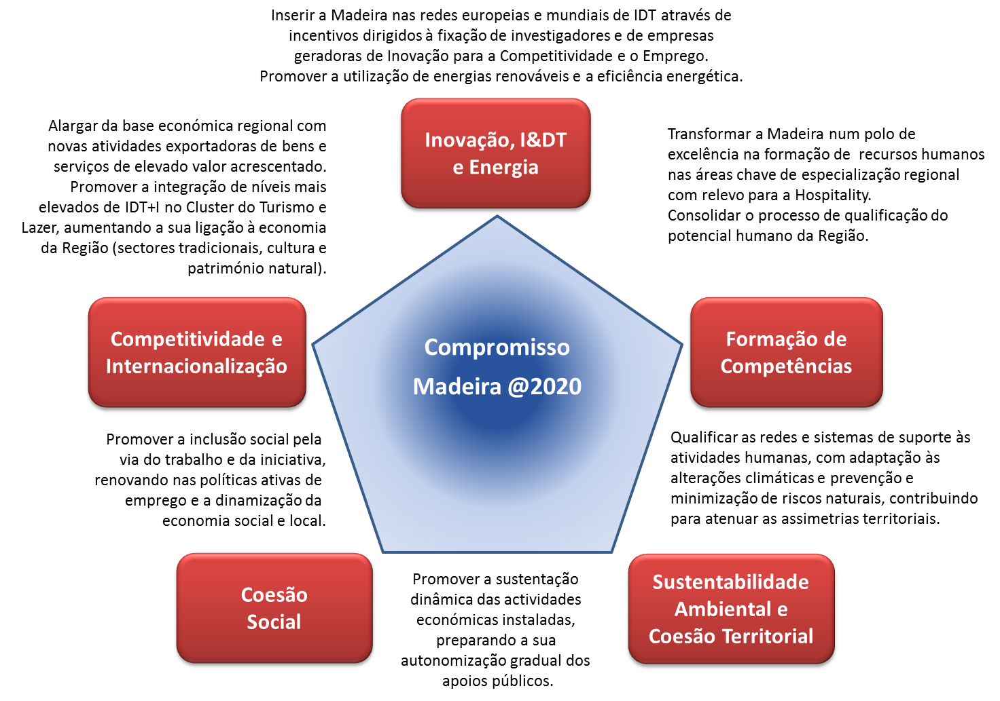 Inserir a Madeira nas redes europeias e mundiais de IDT através de
incentivos dirigidos à fixação de investigadores e de empresas
geradoras de Inovação para a Competitividade e o Emprego.
Promover a utilização de energias renováveis e a eficiência energética.
Inovação, I&DT
e Energia
Alargar da base económica regional com
novas atividades exportadoras de bens e
serviços de elevado valor acrescentado.
Promover a integração de níveis mais
elevados de IDT+I no Cluster do Turismo e
Lazer, aumentando a sua ligação à economia
da Região (sectores tradicionais, cultura e
património natural).
Transformar a Madeira num polo de
excelência na formação de  recursos humanos
nas áreas chave de especialização regional
com relevo para a Hospitality.
Consolidar o processo de qualificação do
potencial humano da Região.
Competitividade e
Internacionalização
Compromisso
Madeira @2020
Formação de
Competências
Promover a inclusão social pela
via do trabalho e da iniciativa,
renovando nas políticas ativas de
emprego e a dinamização da
economia social e local.
Qualificar as redes e sistemas de suporte às
atividades humanas, com adaptação às
alterações climáticas e prevenção e
minimização de riscos naturais, contribuindo
para atenuar as assimetrias territoriais.
Coesão
Social
Promover a sustentação
dinâmica das actividades
económicas instaladas,
preparando a sua
autonomização gradual dos
apoios públicos.
Sustentabilidade
Ambiental e
Coesão Territorial